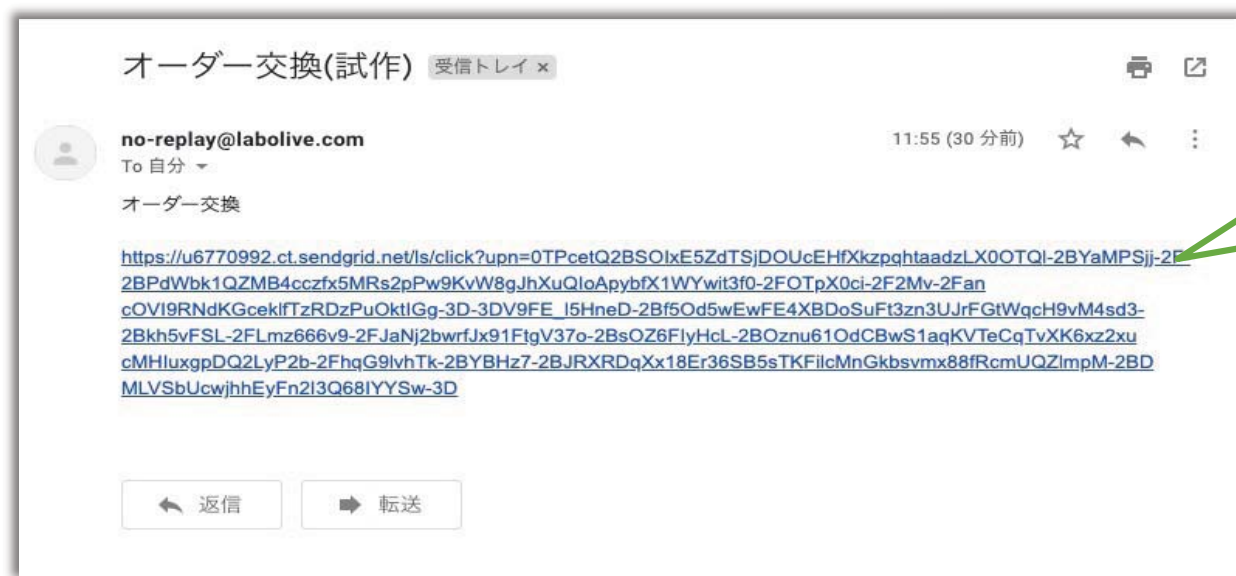 オーダー交換(試作) 受信トレイ ×
no-replay@labolive.com 11:55 (30 分前)
To 自分
オーダー交換
https://u6770992.ct.sendgrid.net/ls/click?upn=0TPcetQ2BSOIxE5ZdTSjDOUcEHfXkzpqhtaadzLX0OTQl-2BYaMPSjj-2F-
2BPdWbk1QZMB4cczfx5MRs2pPw9KvW8gJhXuQIoApybfX1WYwit3f0-2FOTpX0ci-2F2Mv-2Fan
cOVI9RNdKGceklfTzRDzPuOktIGg-3D-3DV9FE_I5HneD-2Bf5Od5wEwFE4XBDoSuFt3zn3UJrFGtWqcH9vM4sd3-
2Bkh5vFSL-2FLmz666v9-2FJaNj2bwrfJx91FtgV37o-2BsOZ6FIyHcL-2BOznu61OdCBwS1aqKVTeCqTvXK6xz2xu
cMHIuxgpDQ2LyP2b-2FhqG9lvhTk-2BYBHz7-2BJRXRDqXx18Er36SB5sTKFilcMnGkbsvmx88fRcmUQZlmpM-2BD
MLVSbUcwjhhEyFn2I3Q68IYYSw-3D
返信 転送